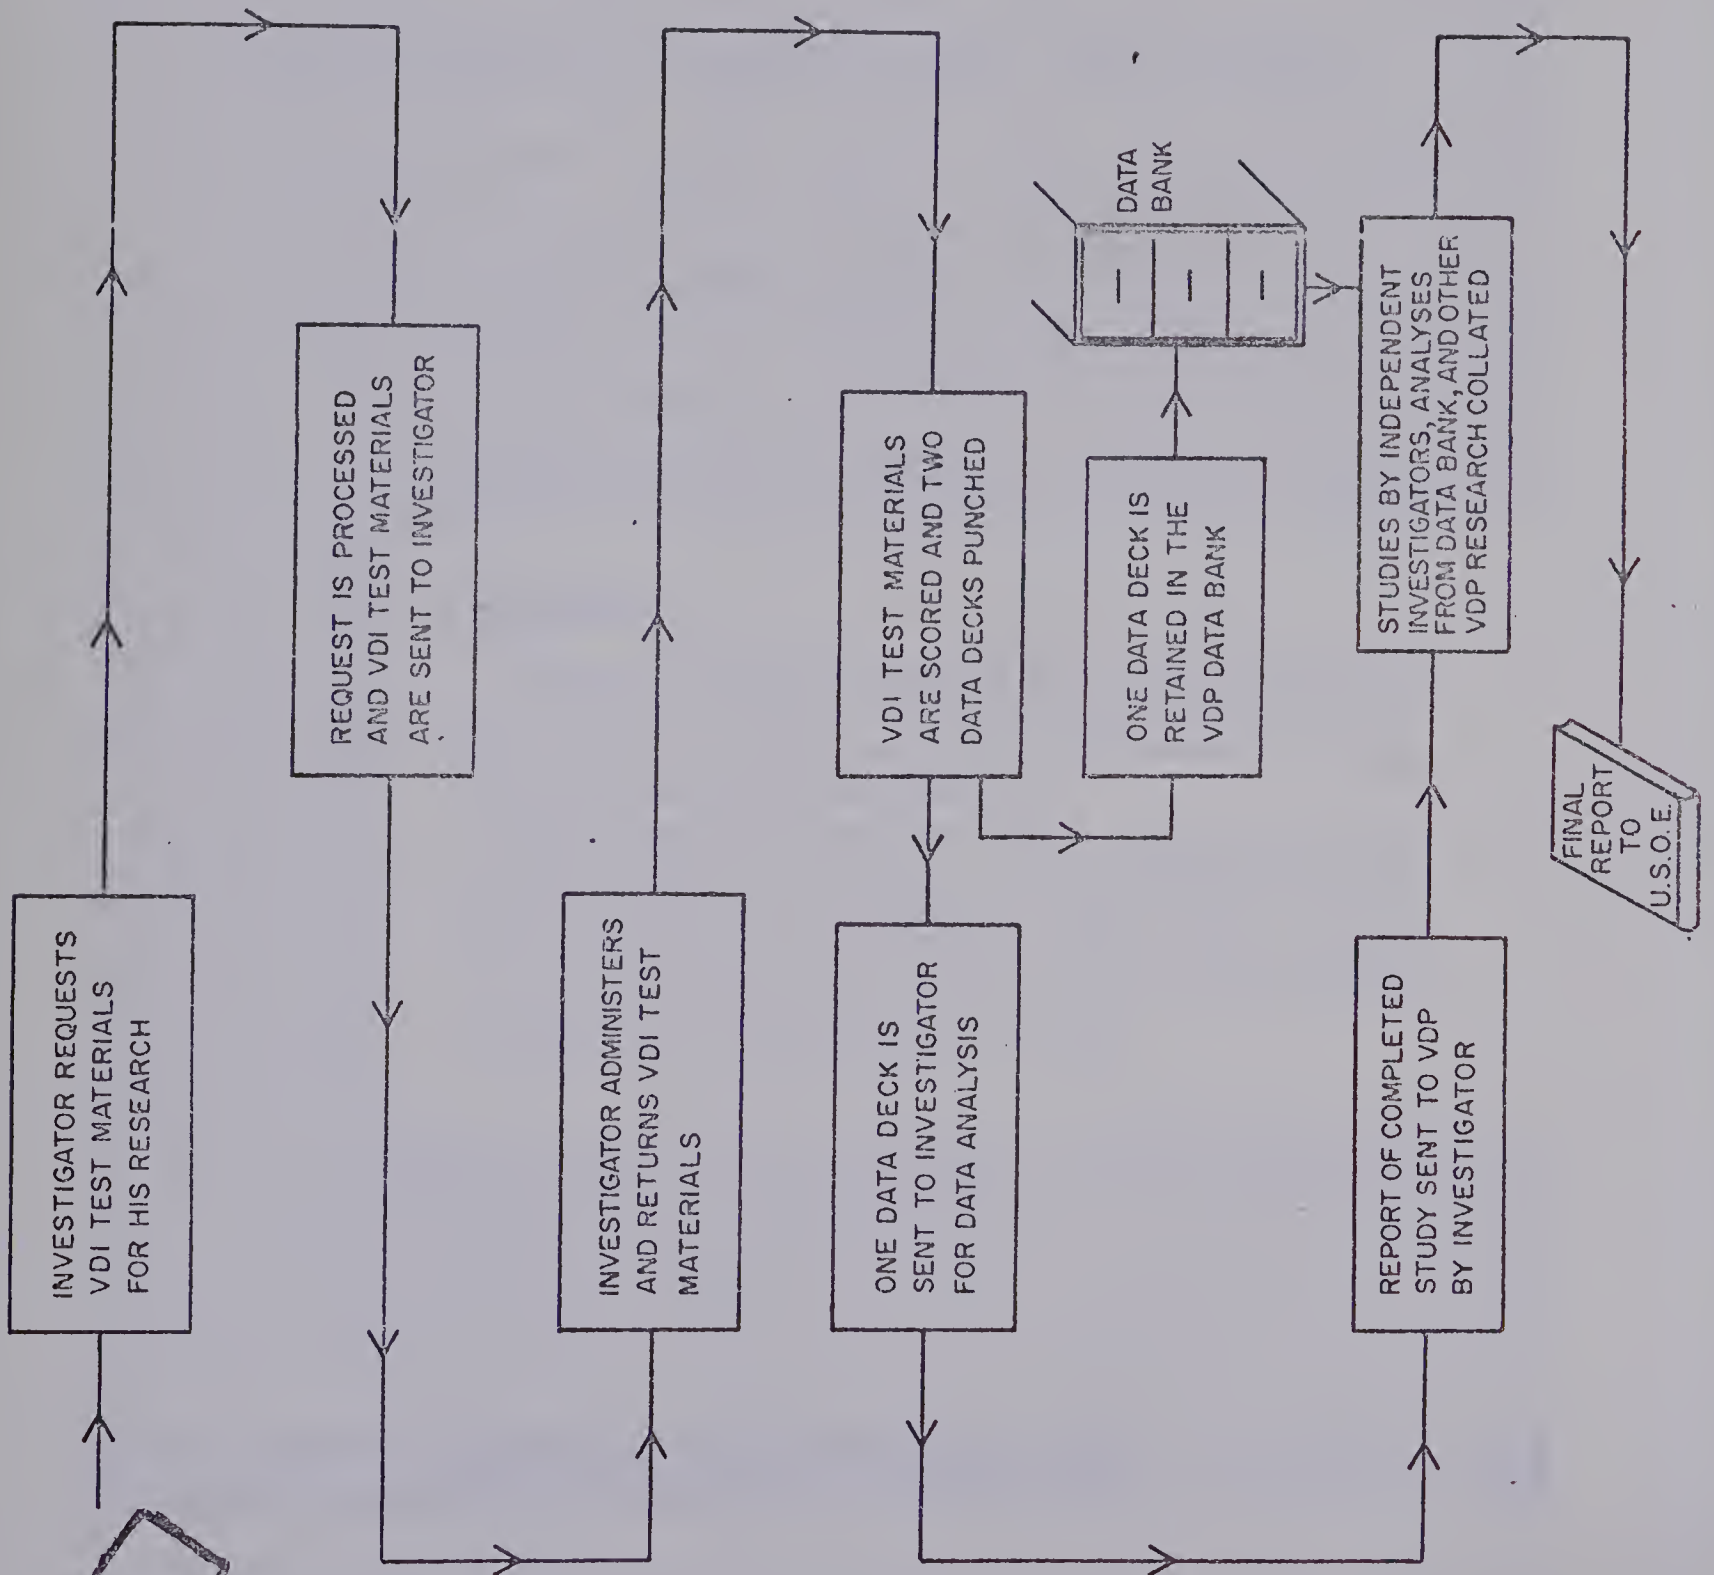 INVESTIGATOR REQUESTS
VDI TEST MATERIALS
FOR HIS RESEARCH
REQUEST IS PROCESSED
AND VDI TEST MATERIALS
ARE SENT TO INVESTIGATOR
INVESTIGATOR ADMINISTERS
AND RETURNS VDI TEST
MATERIALS
VDI TEST MATERIALS
ARE SCORED AND TWO
DATA DECKS PUNCHED
ONE DATA DECK IS
SENT TO INVESTIGATOR
FOR DATA ANALYSIS
ONE DATA DECK IS
RETAINED IN THE
VDP DATA BANK
DATA
BANK
REPORT OF COMPLETED
STUDY SENT TO VDP
BY INVESTIGATOR
STUDIES BY INDEPENDENT
INVESTIGATORS, ANALYSES
FROM DATA BANK, AND OTHER
VDP RESEARCH COLLATED
FINAL
REPORT
TO
U.S.O.E.